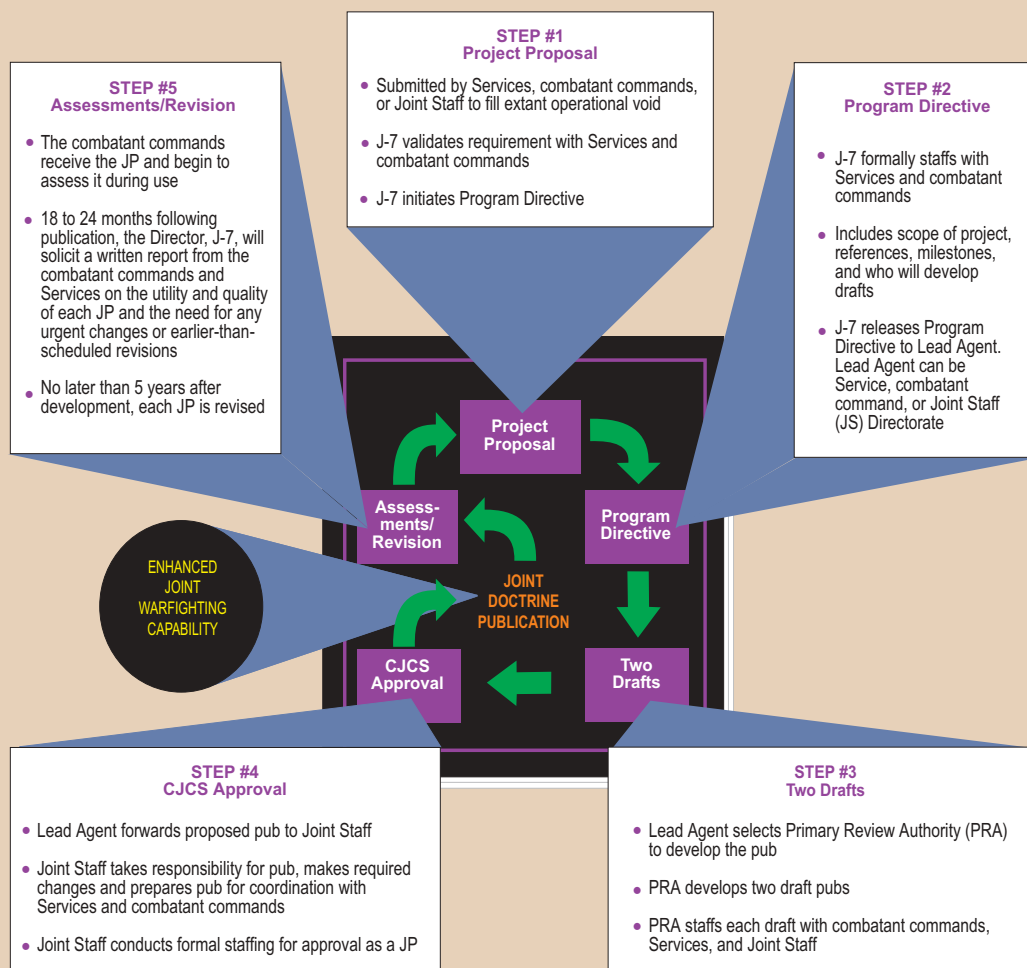 STEP #1
Project Proposal
• Submitted by Services, combatant commands,
or Joint Staff to fill extant operational void
• J-7 validates requirement with Services and
combatant commands
• J-7 initiates Program Directive
STEP #5
Assessments/Revision
• The combatant commands
receive the JP and begin to
assess it during use
• 18 to 24 months following
publication, the Director, J-7, will
solicit a written report from the
combatant commands and
Services on the utility and quality
of each JP and the need for any
urgent changes or earlier-than-
scheduled revisions
• No later than 5 years after
development, each JP is revised
STEP #2
Program Directive
• J-7 formally staffs with
Services and combatant
commands
• Includes scope of project,
references, milestones,
and who will develop
drafts
• J-7 releases Program
Directive to Lead Agent.
Lead Agent can be
Service, combatant
command, or Joint Staff
(JS) Directorate
Project
Proposal
Assess-
ments/
Revision
Program
Directive
ENHANCED
JOINT
WARFIGHTING
CAPABILITY
JOINT
DOCTRINE
PUBLICATION
CJCS
Approval
Two
Drafts
STEP #4
CJCS Approval
• Lead Agent forwards proposed pub to Joint Staff
• Joint Staff takes responsibility for pub, makes required
changes and prepares pub for coordination with
Services and combatant commands
• Joint Staff conducts formal staffing for approval as a JP
STEP #3
Two Drafts
• Lead Agent selects Primary Review Authority (PRA)
to develop the pub
• PRA develops two draft pubs
• PRA staffs each draft with combatant commands,
Services, and Joint Staff